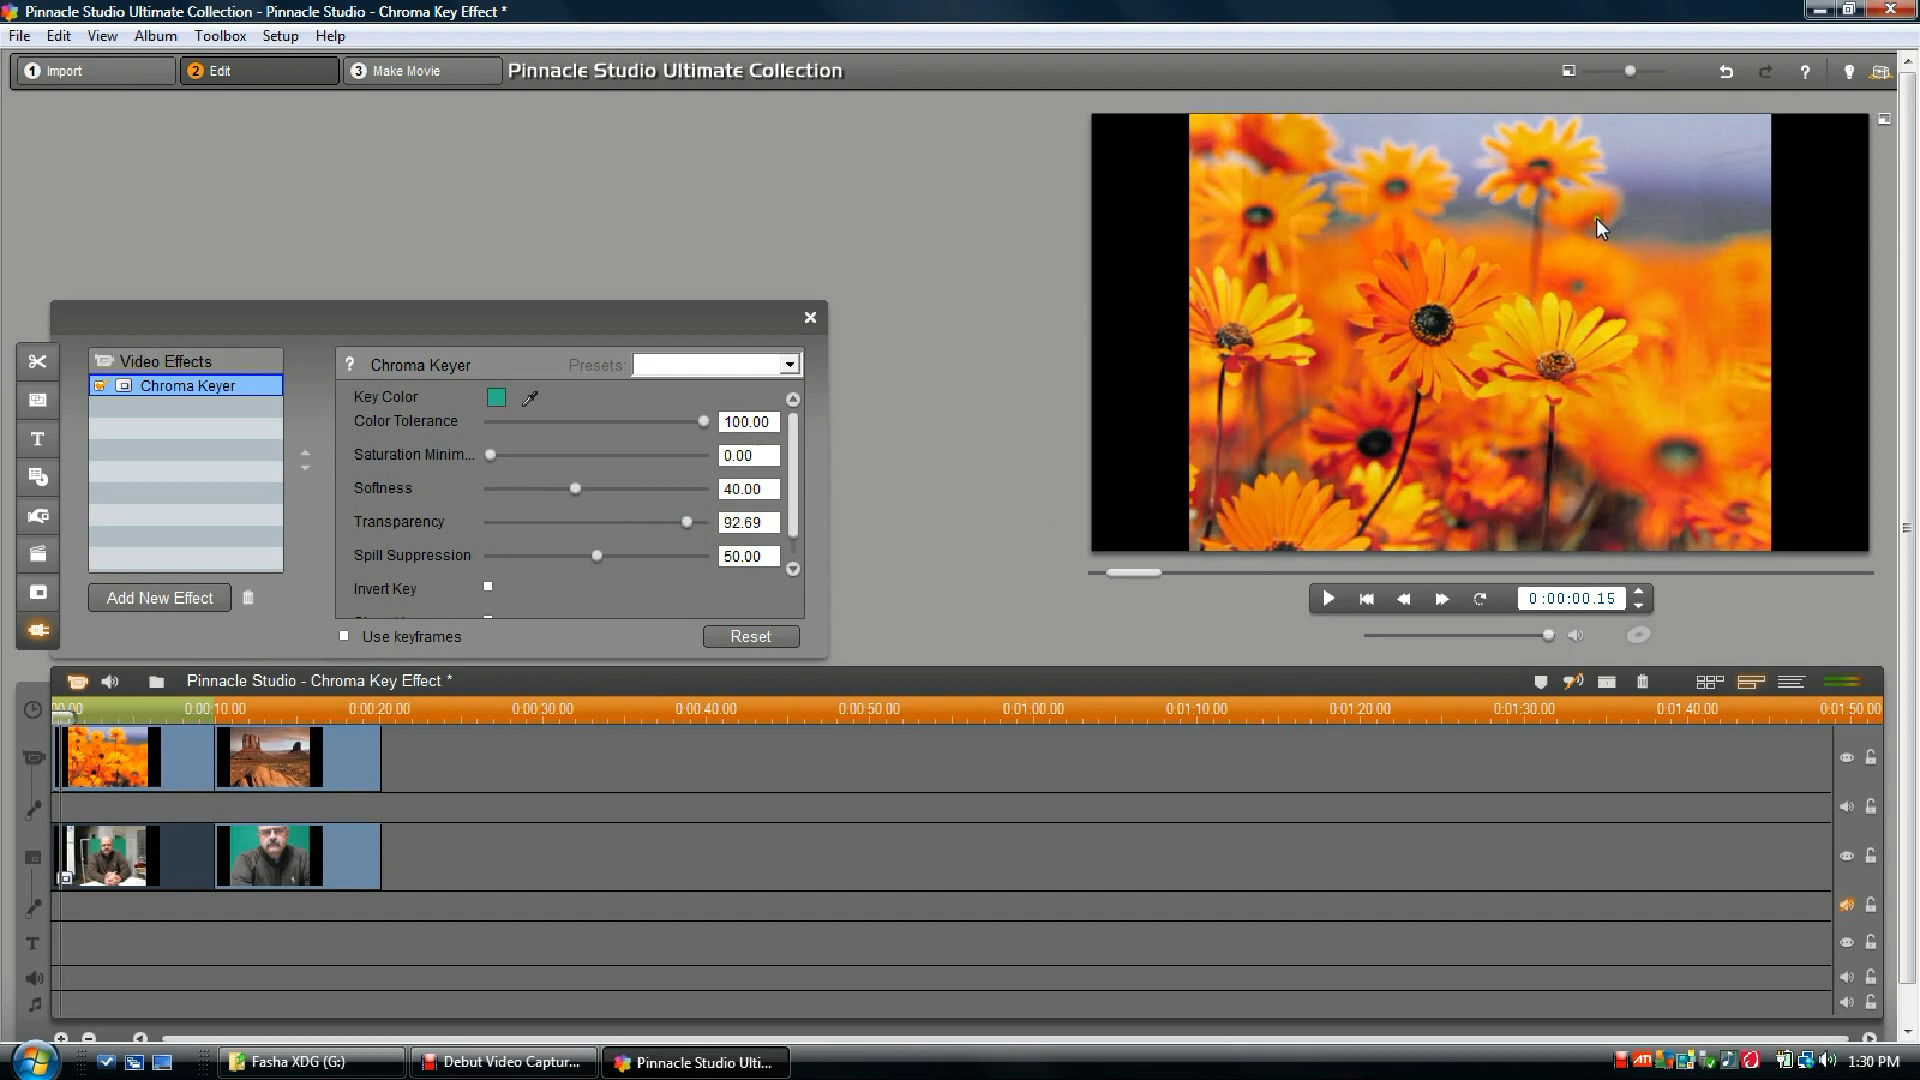 Pinnacle Studio Ultimate Collection - Pinnacle Studio - Chroma Key Effect *
File Edit View Album Toolbox Setup Help
1 Import 2 Edit 3 Make Movie Pinnacle Studio Ultimate Collection
Video Effects
Chroma Keyer
Add New Effect
? Chroma Keyer Presets:
Key Color
Color Tolerance 100.00
Saturation Minim... 0.00
Softness 40.00
Transparency 92.69
Spill Suppression 50.00
Invert Key
Use keyframes Reset
0:00:00.15
Pinnacle Studio - Chroma Key Effect *
00.00 0:00:10.00 0:00:20.00 0:00:30.00 0:00:40.00 0:00:50.00 0:01:00.00 0:01:10.00 0:01:20.00 0:01:30.00 0:01:40.00 0:01:50.00
Fasha XDG (G:) Debut Video Captur... Pinnacle Studio Ulti... ATI 1:30 PM